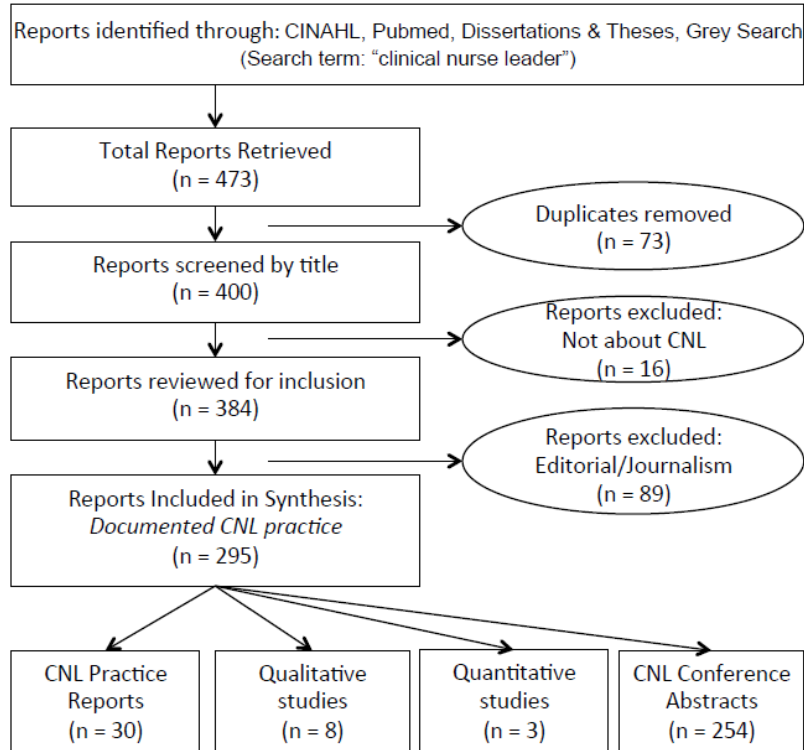 Reports identified through: CINAHL, Pubmed, Dissertations & Theses, Grey Search
(Search term: “clinical nurse leader”)
Total Reports Retrieved
(n = 473)
Duplicates removed
(n = 73)
Reports screened by title
(n = 400)
Reports excluded:
Not about CNL
(n = 16)
Reports reviewed for inclusion
(n = 384)
Reports excluded:
Editorial/Journalism
(n = 89)
Reports Included in Synthesis:
Documented CNL practice
(n = 295)
CNL Practice
Reports
(n = 30)
Qualitative
studies
(n = 8)
Quantitative
studies
(n = 3)
CNL Conference
Abstracts
(n = 254)